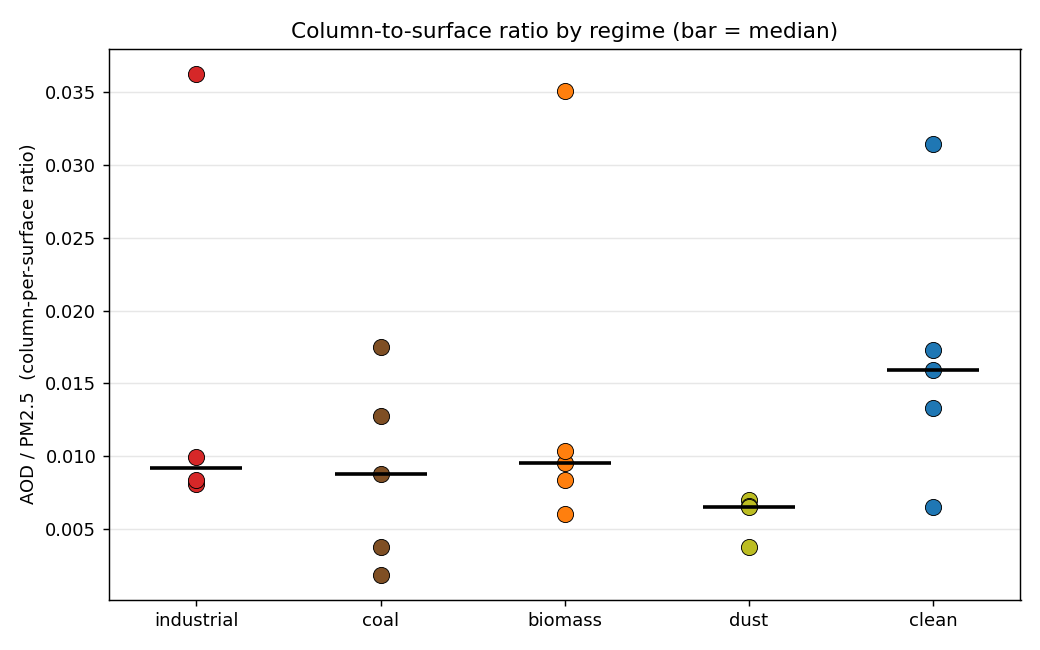 Column-to-surface ratio by regime (bar = median)
AOD / PM2.5  (column-per-surface ratio)
0.035
0.030
0.025
0.020
0.015
0.010
0.005
industrial
coal
biomass
dust
clean